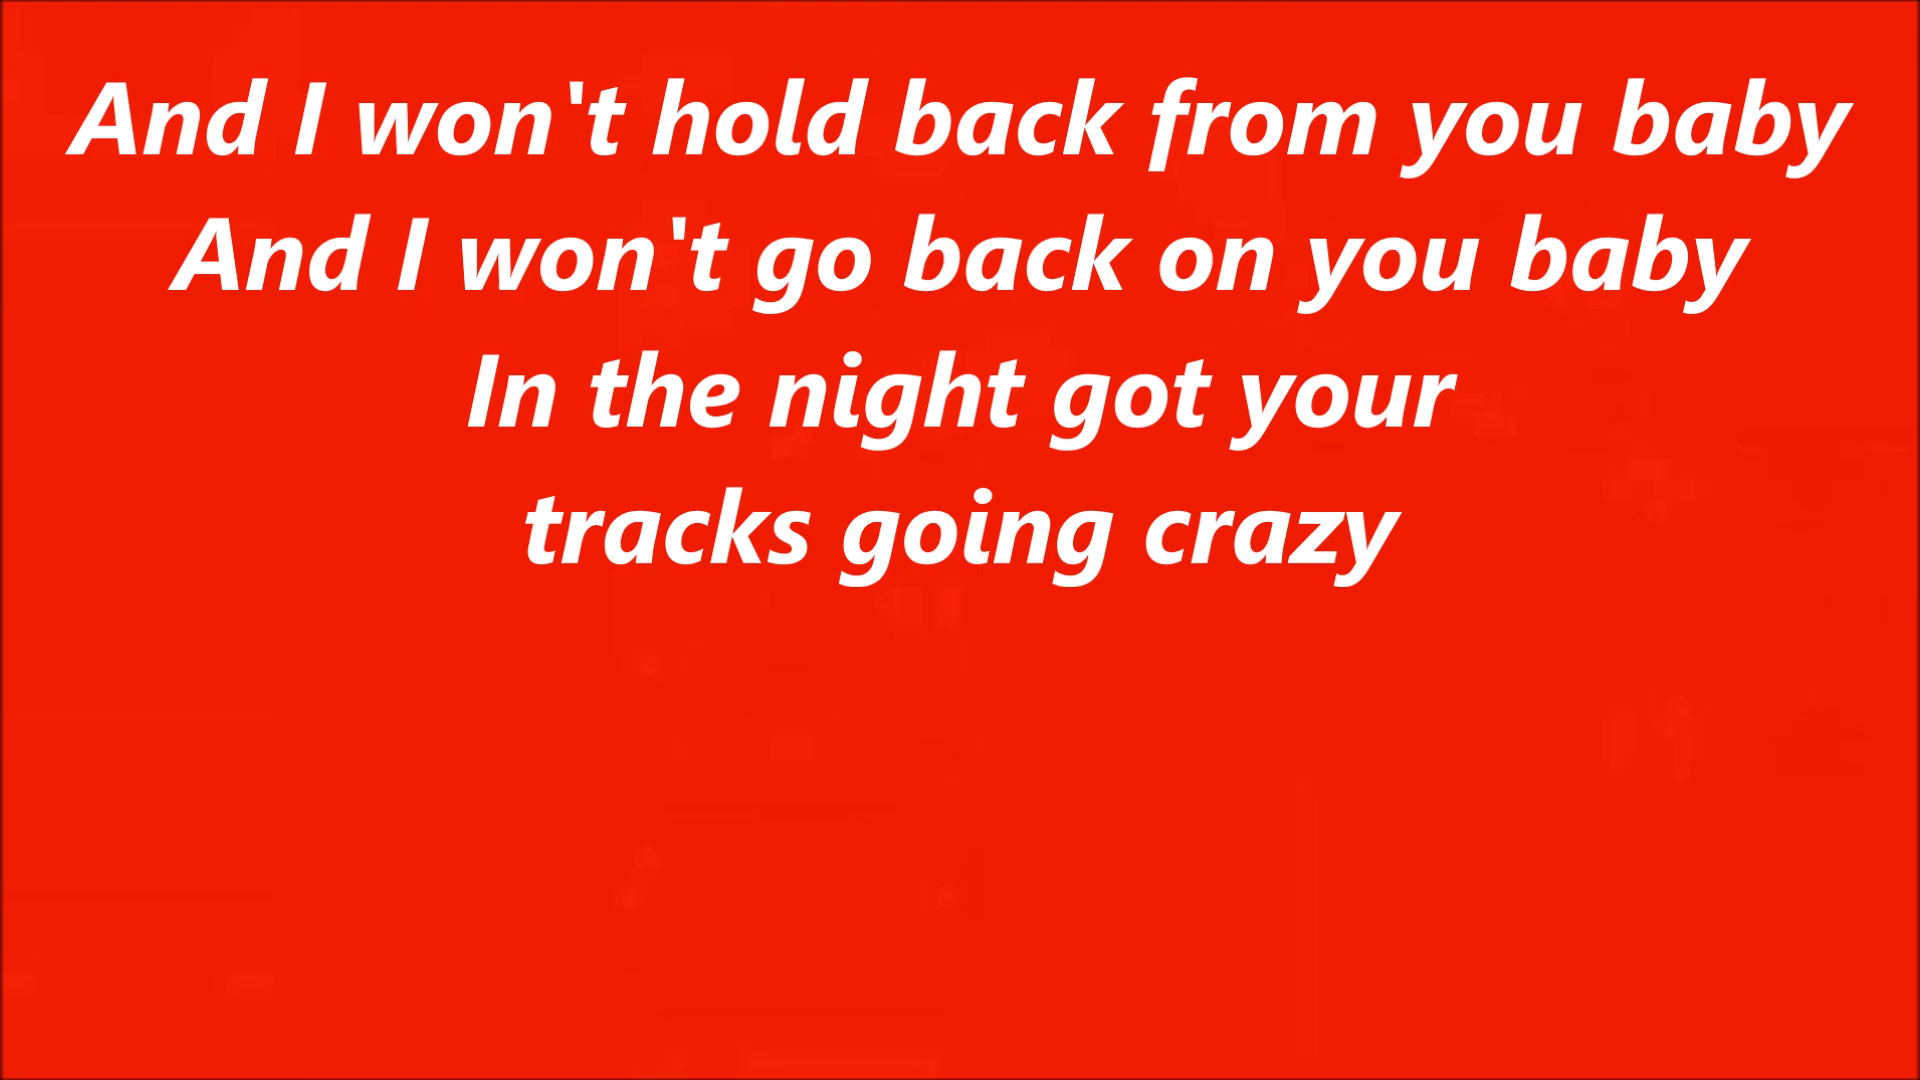 And I won't hold back from you baby
And I won't go back on you baby
In the night got your
tracks going crazy